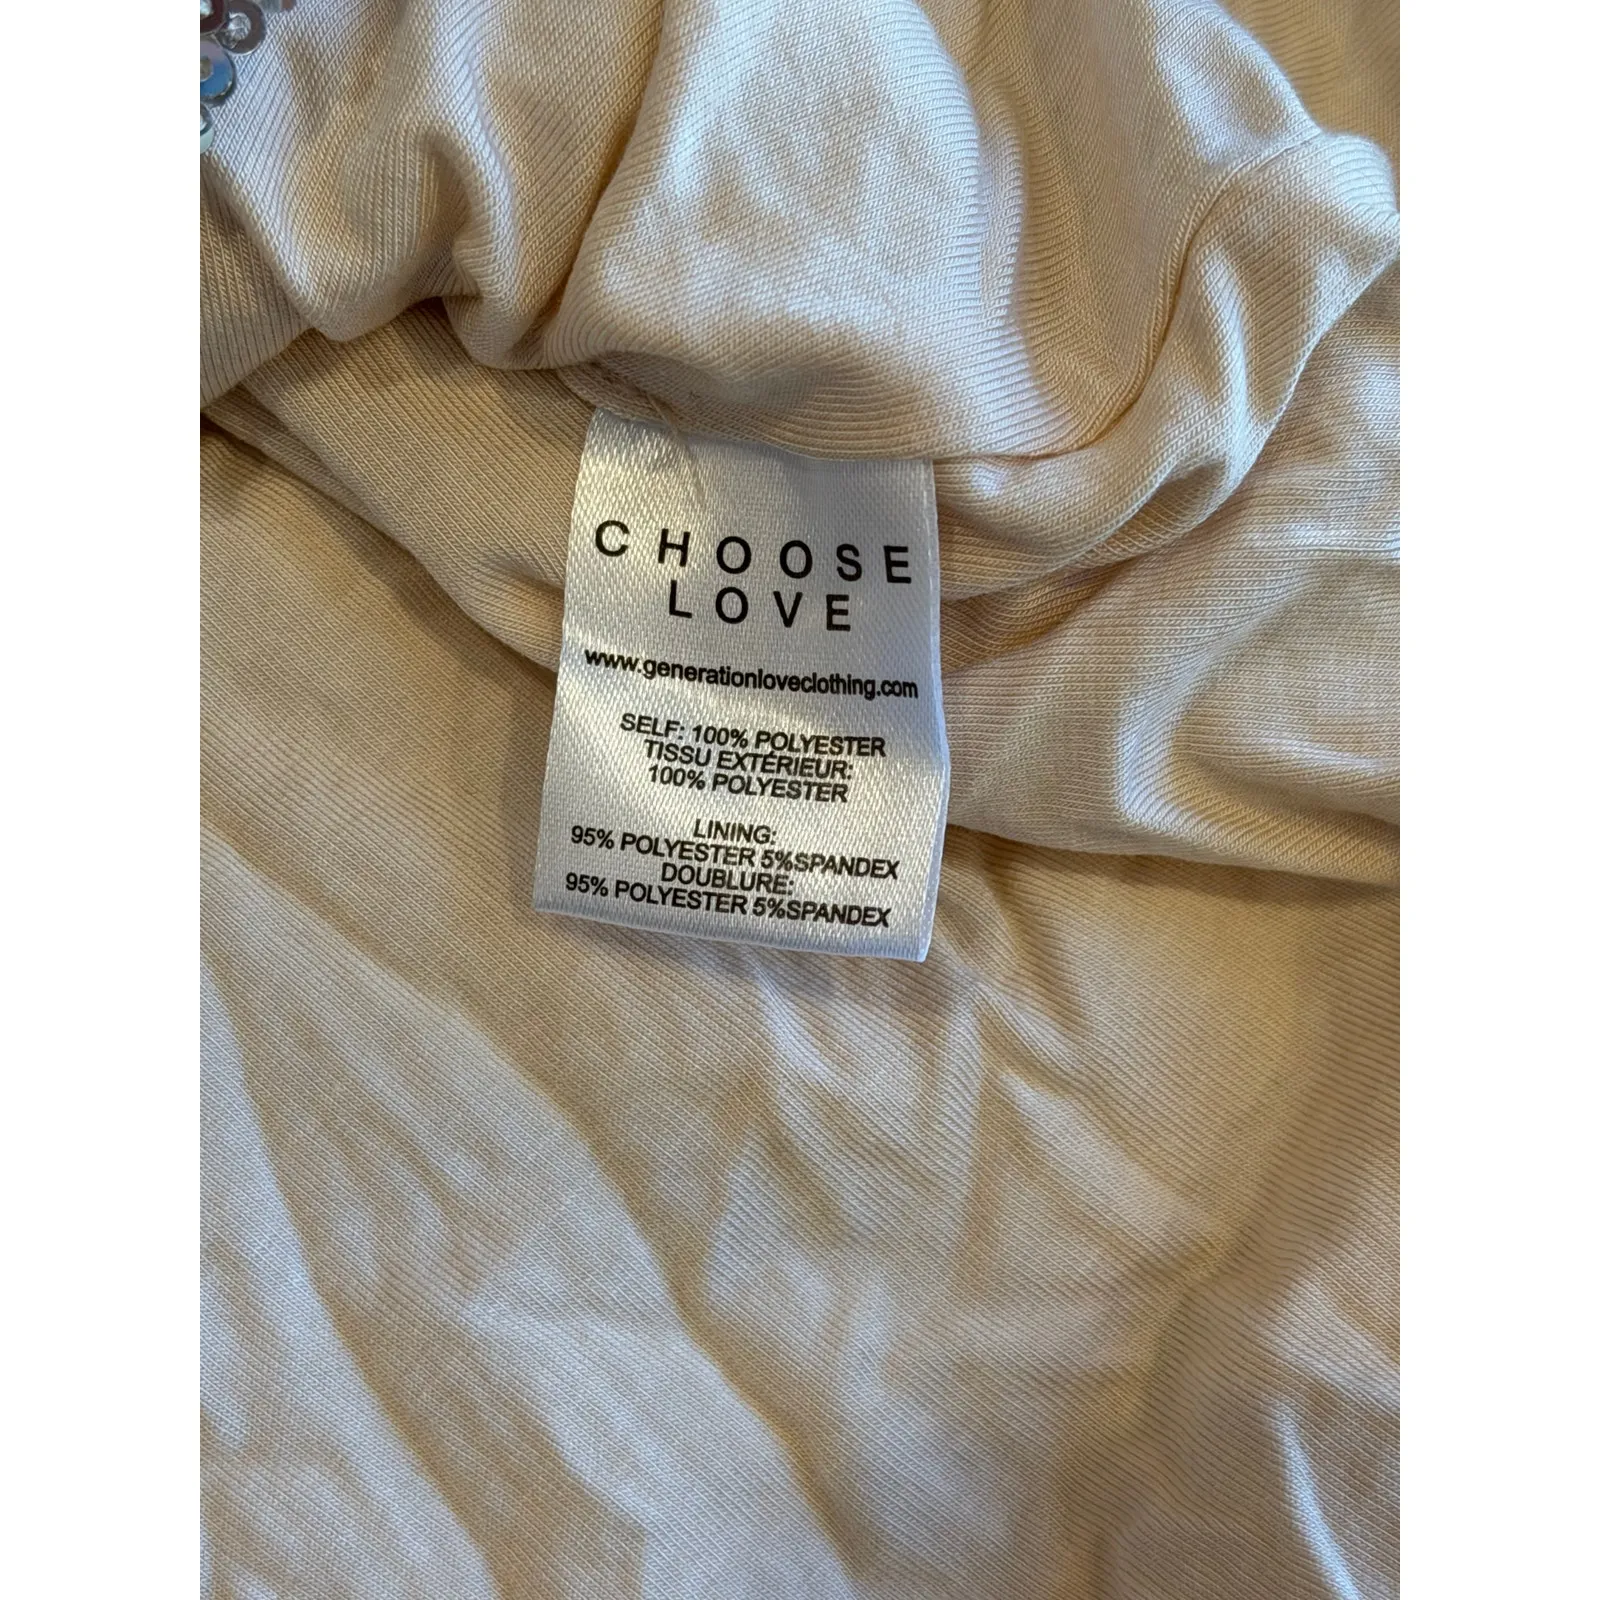 CHOOSE
LOVE
www.generationloveclothing.com
SELF: 100% POLYESTER
TISSU EXTÉRIEUR:
100% POLYESTER
LINING:
95% POLYESTER 5%SPANDEX
DOUBLURE:
95% POLYESTER 5%SPANDEX